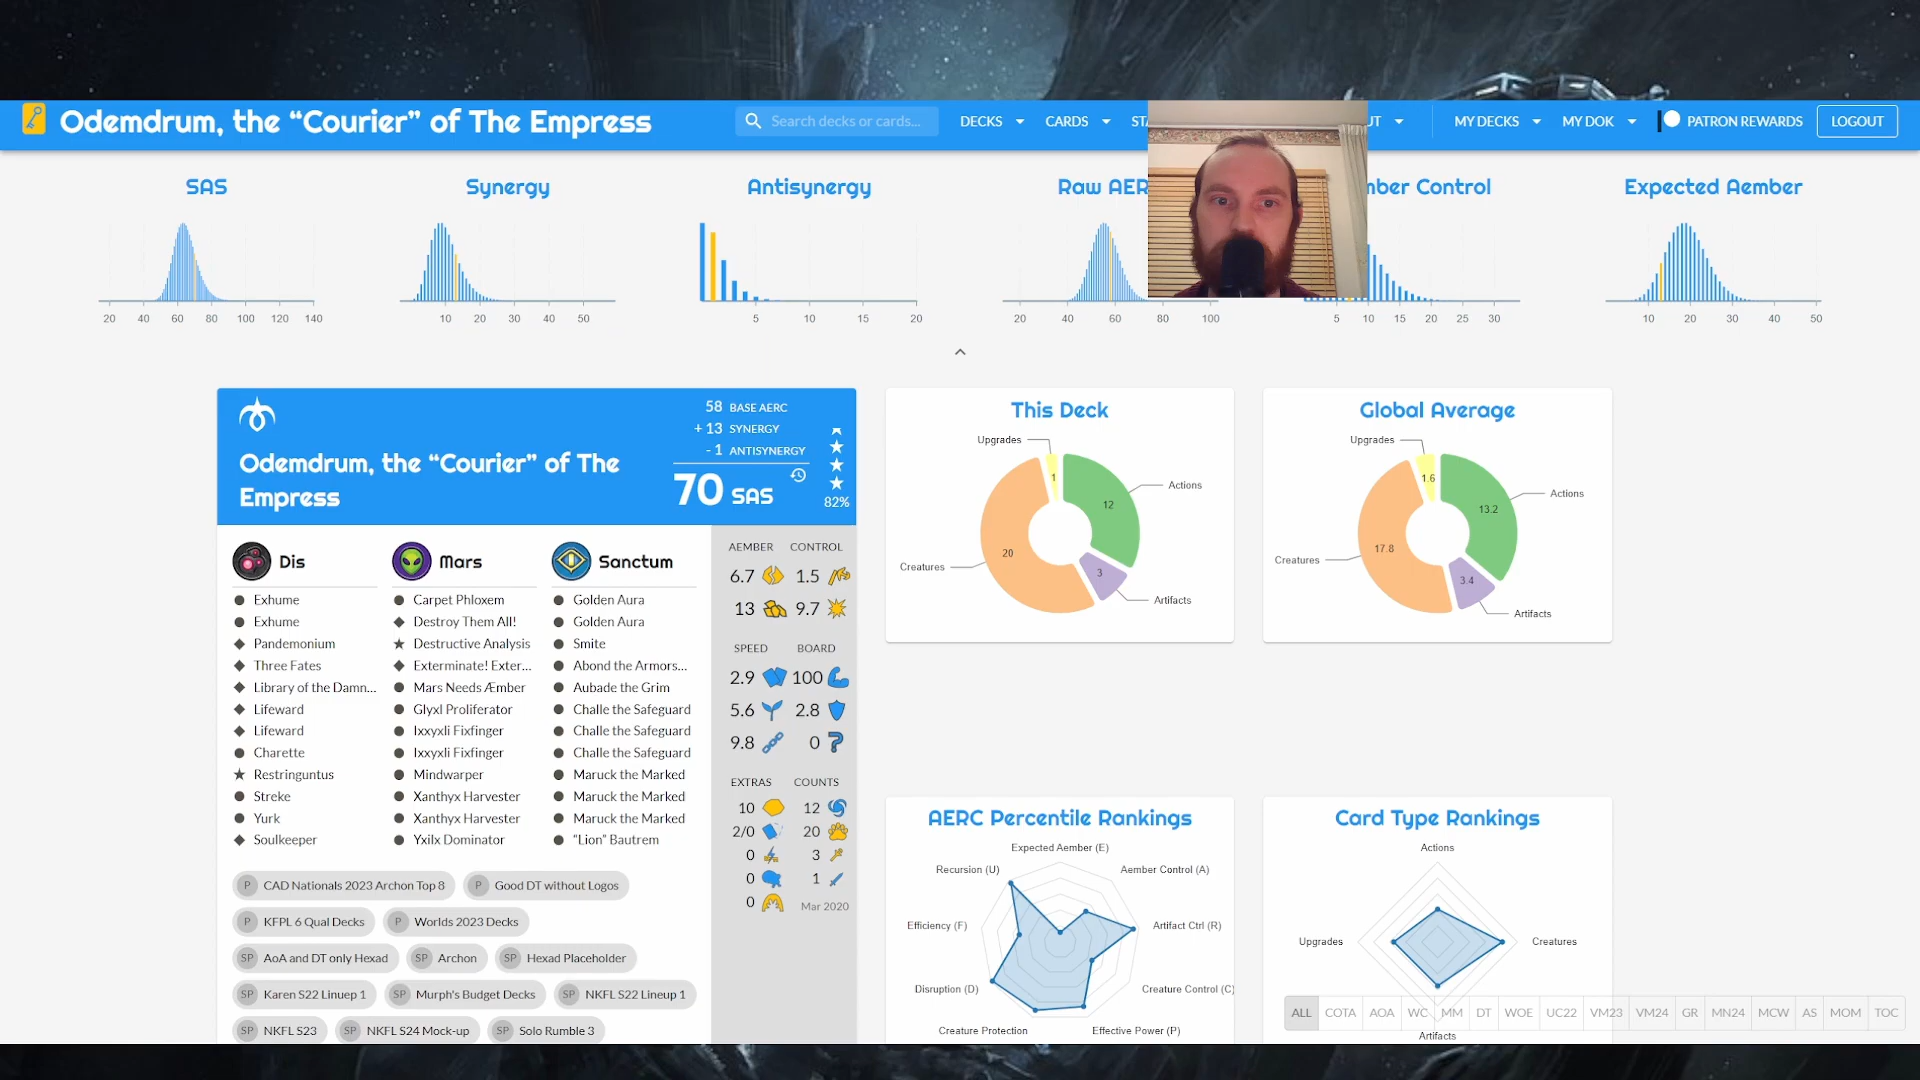 Odemdrum, the “Courier” of The Empress
Search decks or cards...
DECKS
CARDS
MY DECKS
MY DOK
PATRON REWARDS
LOGOUT
SAS
Synergy
Antisynergy
Raw AER
mber Control
Expected Aember
20 40 60 80 100 120 140
10 20 30 40 50
5 10 15 20
20 40 60 80 100
5 10 15 20 25 30
10 20 30 40 50
58 BASE AERC
+ 13 SYNERGY
- 1 ANTISYNERGY
70 SAS
82%
Odemdrum, the “Courier” of The
Empress
Dis
Exhume
Exhume
Pandemonium
Three Fates
Library of the Damn...
Lifeward
Lifeward
Charette
Restringuntus
Streke
Yurk
Soulkeeper
Mars
Carpet Phloxem
Destroy Them All!
Destructive Analysis
Exterminate! Exter...
Mars Needs Æmber
Glyxl Proliferator
Ixxyxli Fixfinger
Ixxyxli Fixfinger
Mindwarper
Xanthyx Harvester
Xanthyx Harvester
Yxilx Dominator
Sanctum
Golden Aura
Golden Aura
Smite
Abond the Armors...
Aubade the Grim
Challe the Safeguard
Challe the Safeguard
Challe the Safeguard
Maruck the Marked
Maruck the Marked
Maruck the Marked
“Lion” Bautrem
AEMBER CONTROL
6.7 1.5
13 9.7
SPEED BOARD
2.9 100
5.6 2.8
9.8 0
EXTRAS COUNTS
10 12
2/0 20
0 3
0 1
0 Mar 2020
P CAD Nationals 2023 Archon Top 8
P Good DT without Logos
P KFPL 6 Qual Decks
P Worlds 2023 Decks
SP AoA and DT only Hexad
SP Archon
SP Hexad Placeholder
SP Karen S22 Linuep 1
SP Murph's Budget Decks
SP NKFL S22 Lineup 1
SP NKFL S23
SP NKFL S24 Mock-up
SP Solo Rumble 3
This Deck
Upgrades
1
Actions
12
Creatures
20
3
Artifacts
Global Average
Upgrades
1.6
Actions
13.2
Creatures
17.8
3.4
Artifacts
AERC Percentile Rankings
Expected Aember (E)
Recursion (U)
Aember Control (A)
Efficiency (F)
Artifact Ctrl (R)
Disruption (D)
Creature Control (C)
Creature Protection
Effective Power (P)
Card Type Rankings
Actions
Upgrades
Creatures
Artifacts
ALL COTA AOA WC MM DT WOE UC22 VM23 VM24 GR MN24 MCW AS MOM TOC